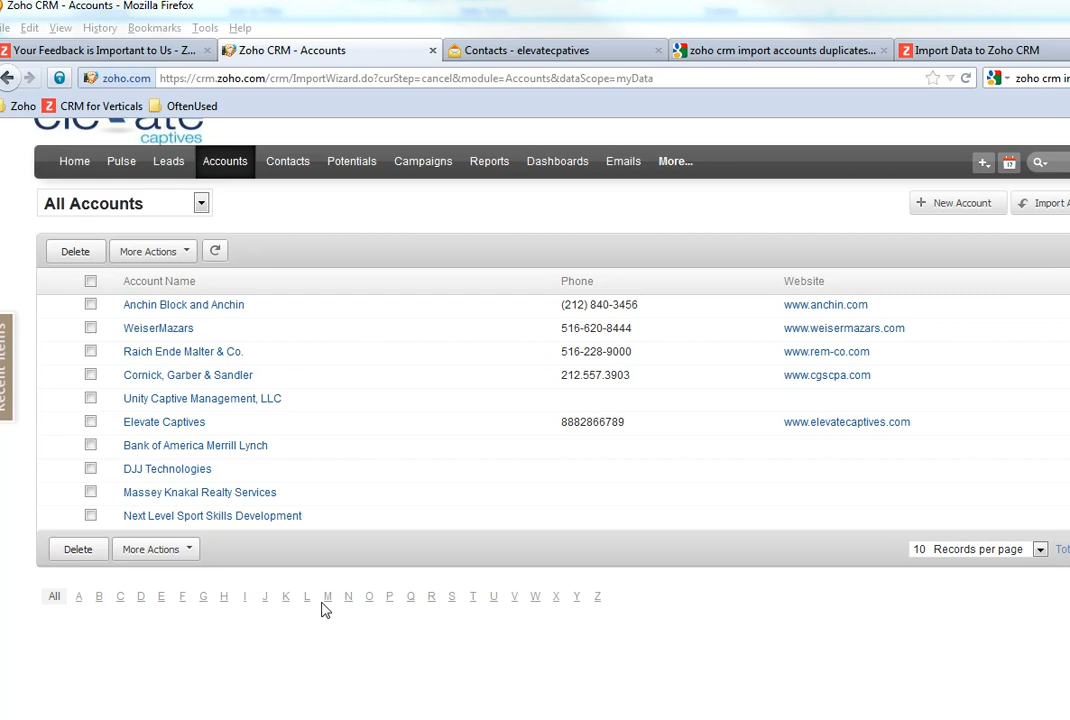 Zoho CRM - Accounts - Mozilla Firefox
Edit View History Bookmarks Tools Help
Your Feedback is Important to Us - Z... × Zoho CRM - Accounts × Contacts - elevatecpatives × zoho crm import accounts duplicates... × Import Data to Zoho CRM
zoho.com https://crm.zoho.com/crm/ImportWizard.do?curStep=cancel&module=Accounts&dataScope=myData zoho crm
Zoho CRM for Verticals OftenUsed
elevate
captives
Home Pulse Leads Accounts Contacts Potentials Campaigns Reports Dashboards Emails More...
All Accounts + New Account Import
Delete More Actions
Account Name Phone Website
Anchin Block and Anchin (212) 840-3456 www.anchin.com
WeiserMazars 516-620-8444 www.weisermazars.com
Raich Ende Malter & Co. 516-228-9000 www.rem-co.com
Cornick, Garber & Sandler 212.557.3903 www.cgscpa.com
Unity Captive Management, LLC
Elevate Captives 8882866789 www.elevatecaptives.com
Bank of America Merrill Lynch
DJJ Technologies
Massey Knakal Realty Services
Next Level Sport Skills Development
Delete More Actions 10 Records per page
All A B C D E F G H I J K L M N O P Q R S T U V W X Y Z
Recent Items